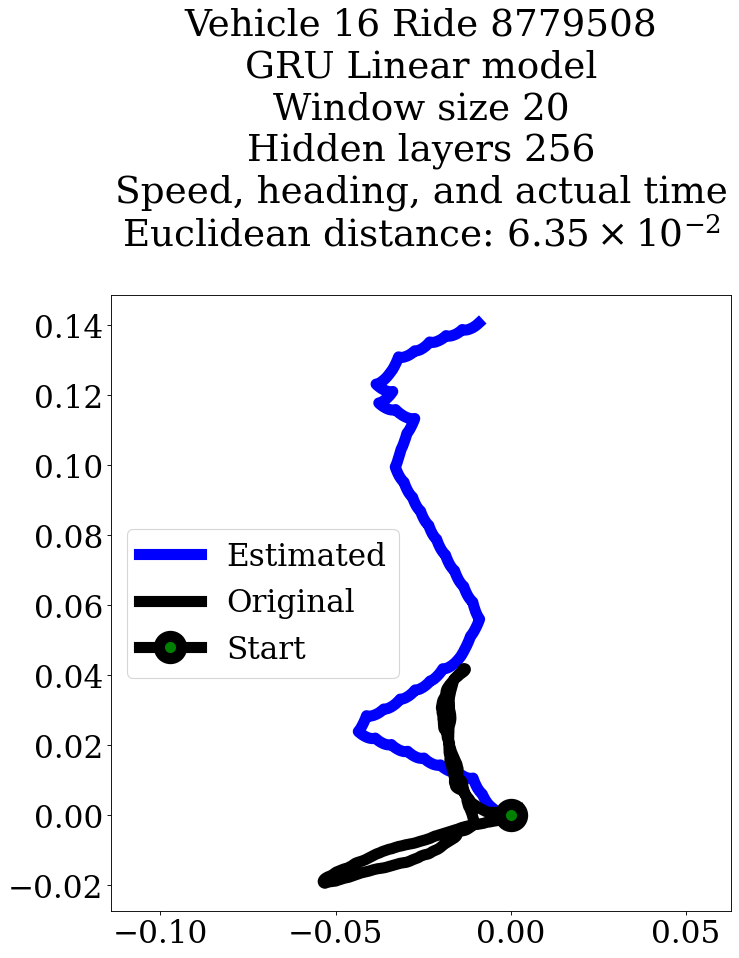 Vehicle 16 Ride 8779508
GRU Linear model
Window size 20
Hidden layers 256
Speed, heading, and actual time
Euclidean distance: 6.35 × 10⁻²
0.14
0.12
0.10
0.08
0.06
0.04
0.02
0.00
−0.02
Estimated
Original
Start
−0.10
−0.05
0.00
0.05